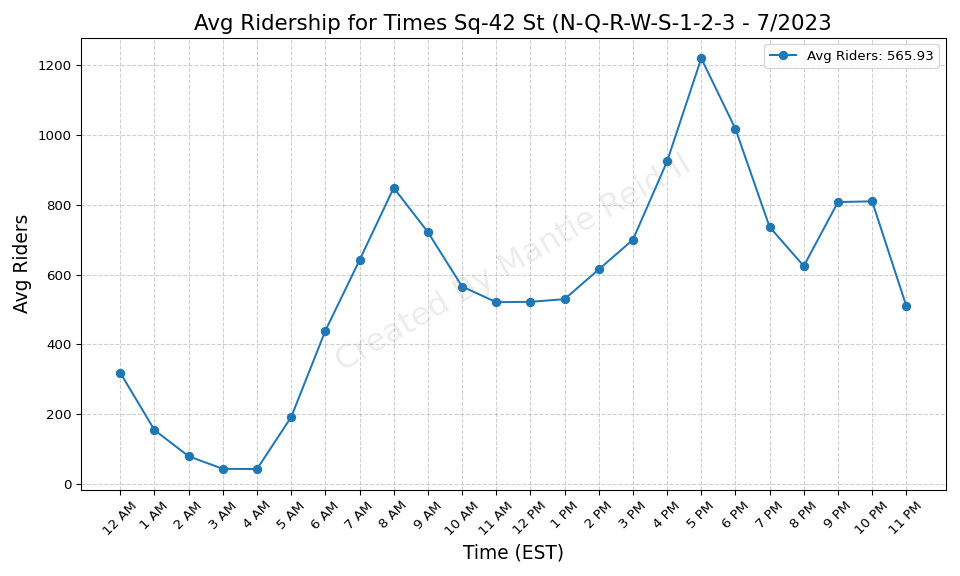 Avg Ridership for Times Sq-42 St (N-Q-R-W-S-1-2-3 - 7/2023
Avg Riders: 565.93
1200
1000
800
600
400
200
0
Avg Riders
Created By Mantie Reid II
12 AM
1 AM
2 AM
3 AM
4 AM
5 AM
6 AM
7 AM
8 AM
9 AM
10 AM
11 AM
12 PM
1 PM
2 PM
3 PM
4 PM
5 PM
6 PM
7 PM
8 PM
9 PM
10 PM
11 PM
Time (EST)